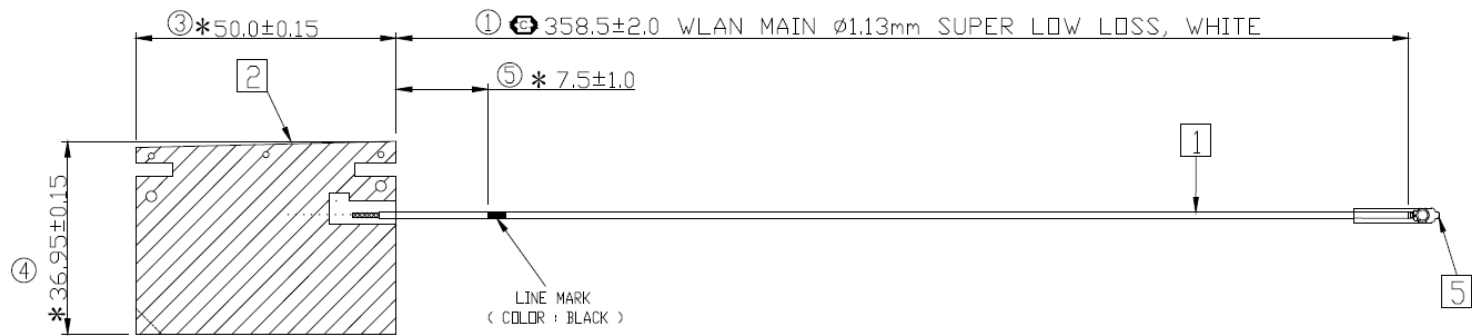 ③*50.0±0.15
① C 358.5±2.0 WLAN MAIN Ø1.13mm SUPER LOW LOSS, WHITE
⑤ * 7.5±1.0
2
1
④ *36.95±0.15
5
LINE MARK
( COLOR : BLACK )